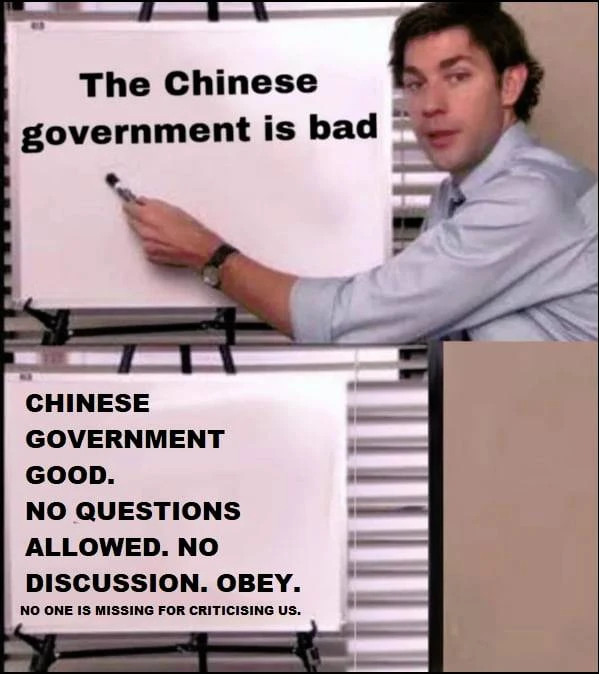 The Chinese
government is bad
CHINESE
GOVERNMENT
GOOD.
NO QUESTIONS
ALLOWED. NO
DISCUSSION. OBEY.
NO ONE IS MISSING FOR CRITICISING US.